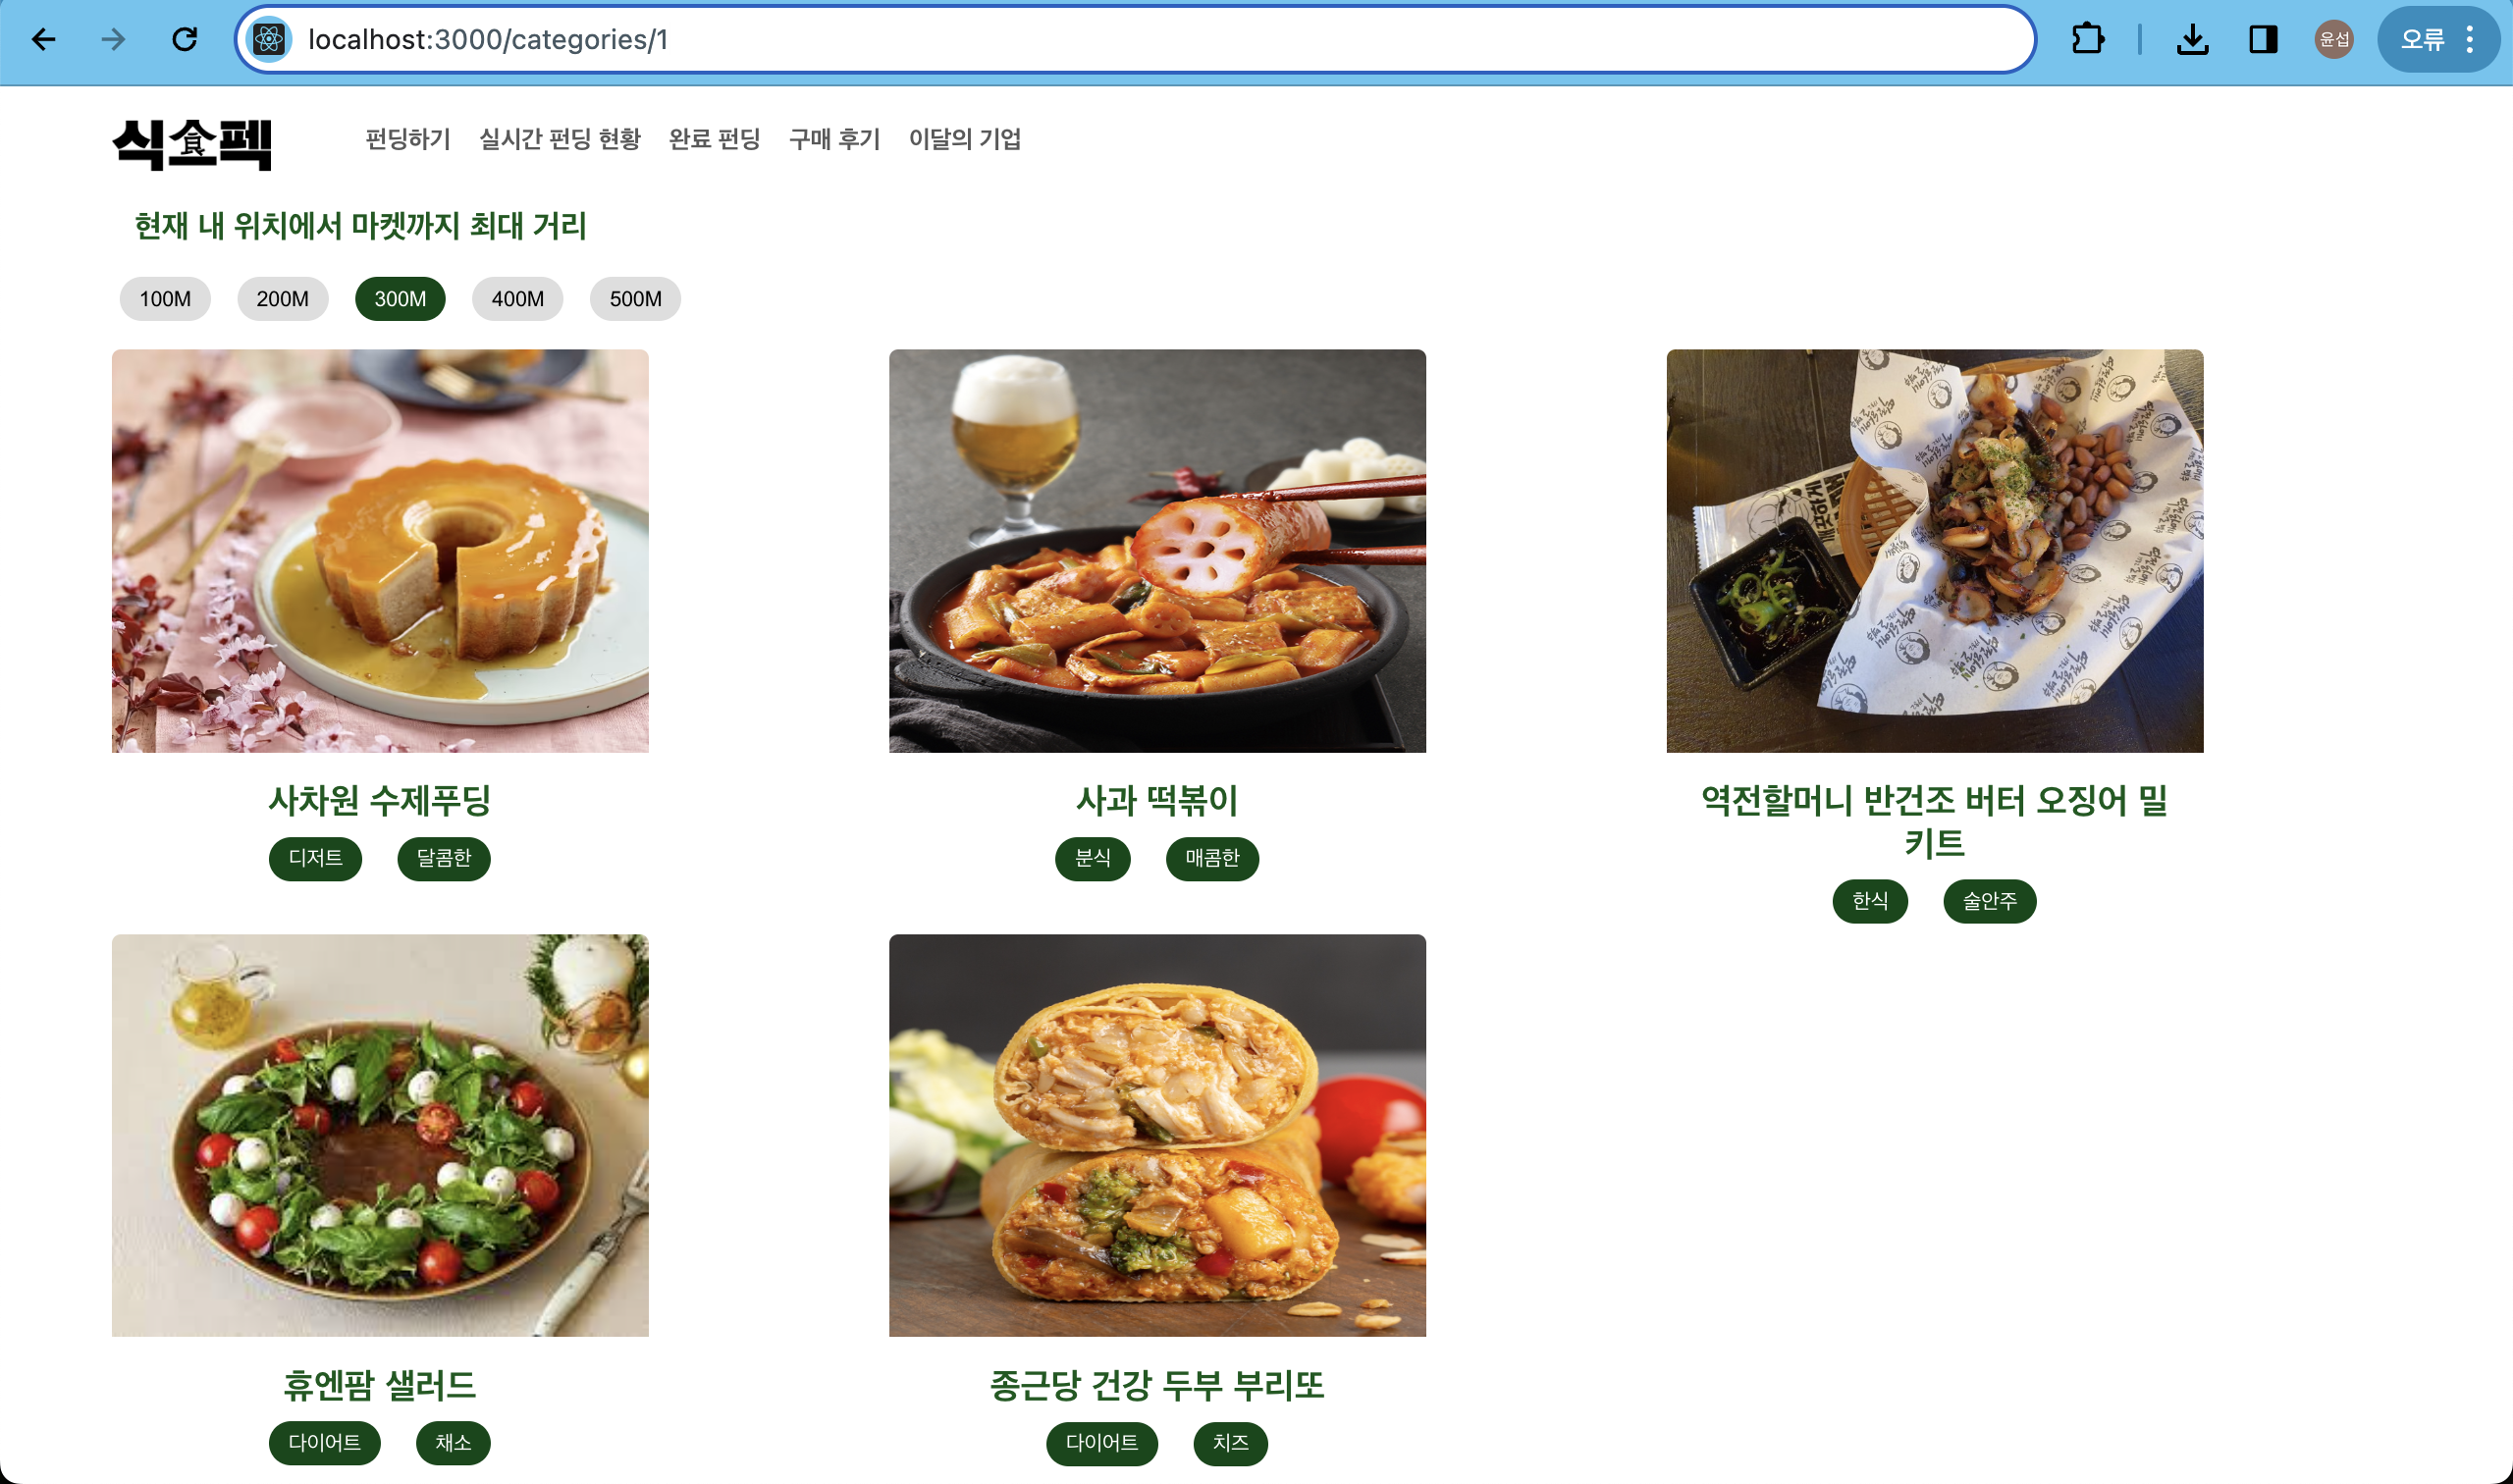 localhost:3000/categories/1
윤섭
오류
식食펙
펀딩하기 실시간 펀딩 현황 완료 펀딩 구매 후기 이달의 기업
현재 내 위치에서 마켓까지 최대 거리
100M 200M 300M 400M 500M
사차원 수제푸딩
디저트 달콤한
사과 떡볶이
분식 매콤한
역전할머니 반건조 버터 오징어 밀
키트
한식 술안주
휴엔팜 샐러드
다이어트 채소
종근당 건강 두부 부리또
다이어트 치즈